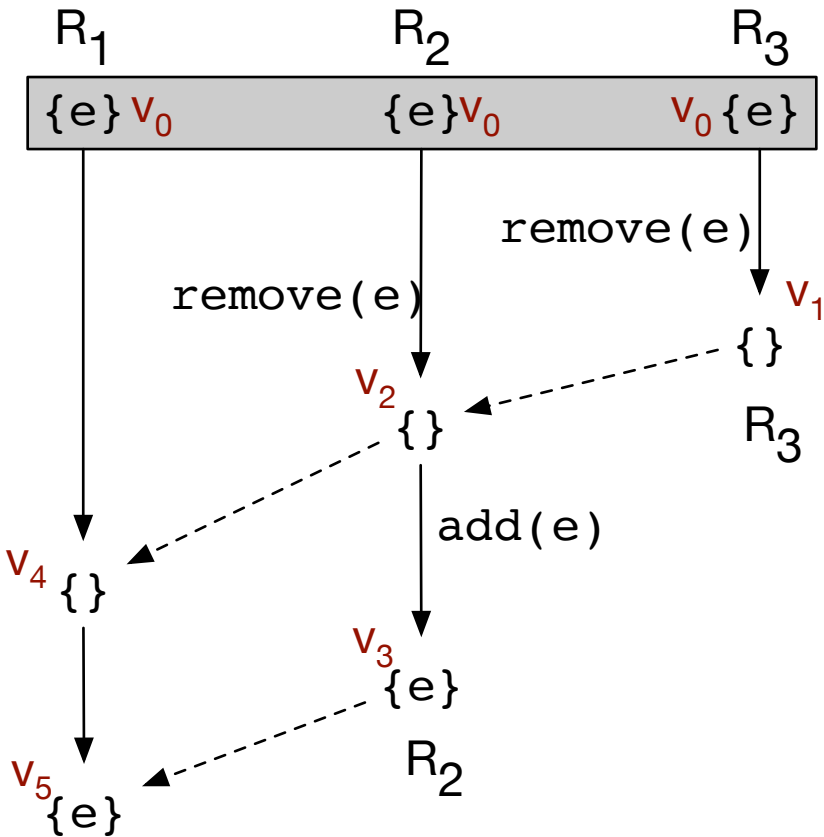 R1 R2 R3
{e} v0 {e} v0 v0 {e}
remove(e)
remove(e) v1
{}
v2
{} R3
add(e)
v4 {}
v3
{e}
v5 R2
{e}